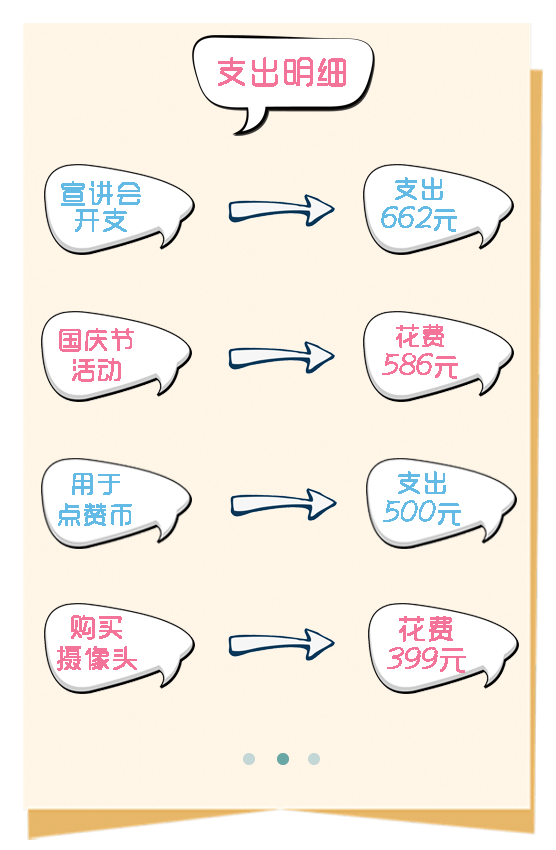 支出明细
宣讲会
开支
支出
662元
国庆节
活动
花费
586元
用于
点赞币
支出
500元
购买
摄像头
花费
399元